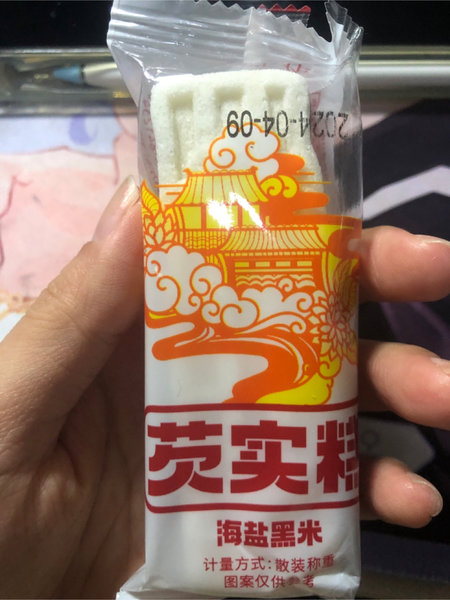 2024-04-09
芡实糕
海盐黑米
计量方式:散装称重
图案仅供参考